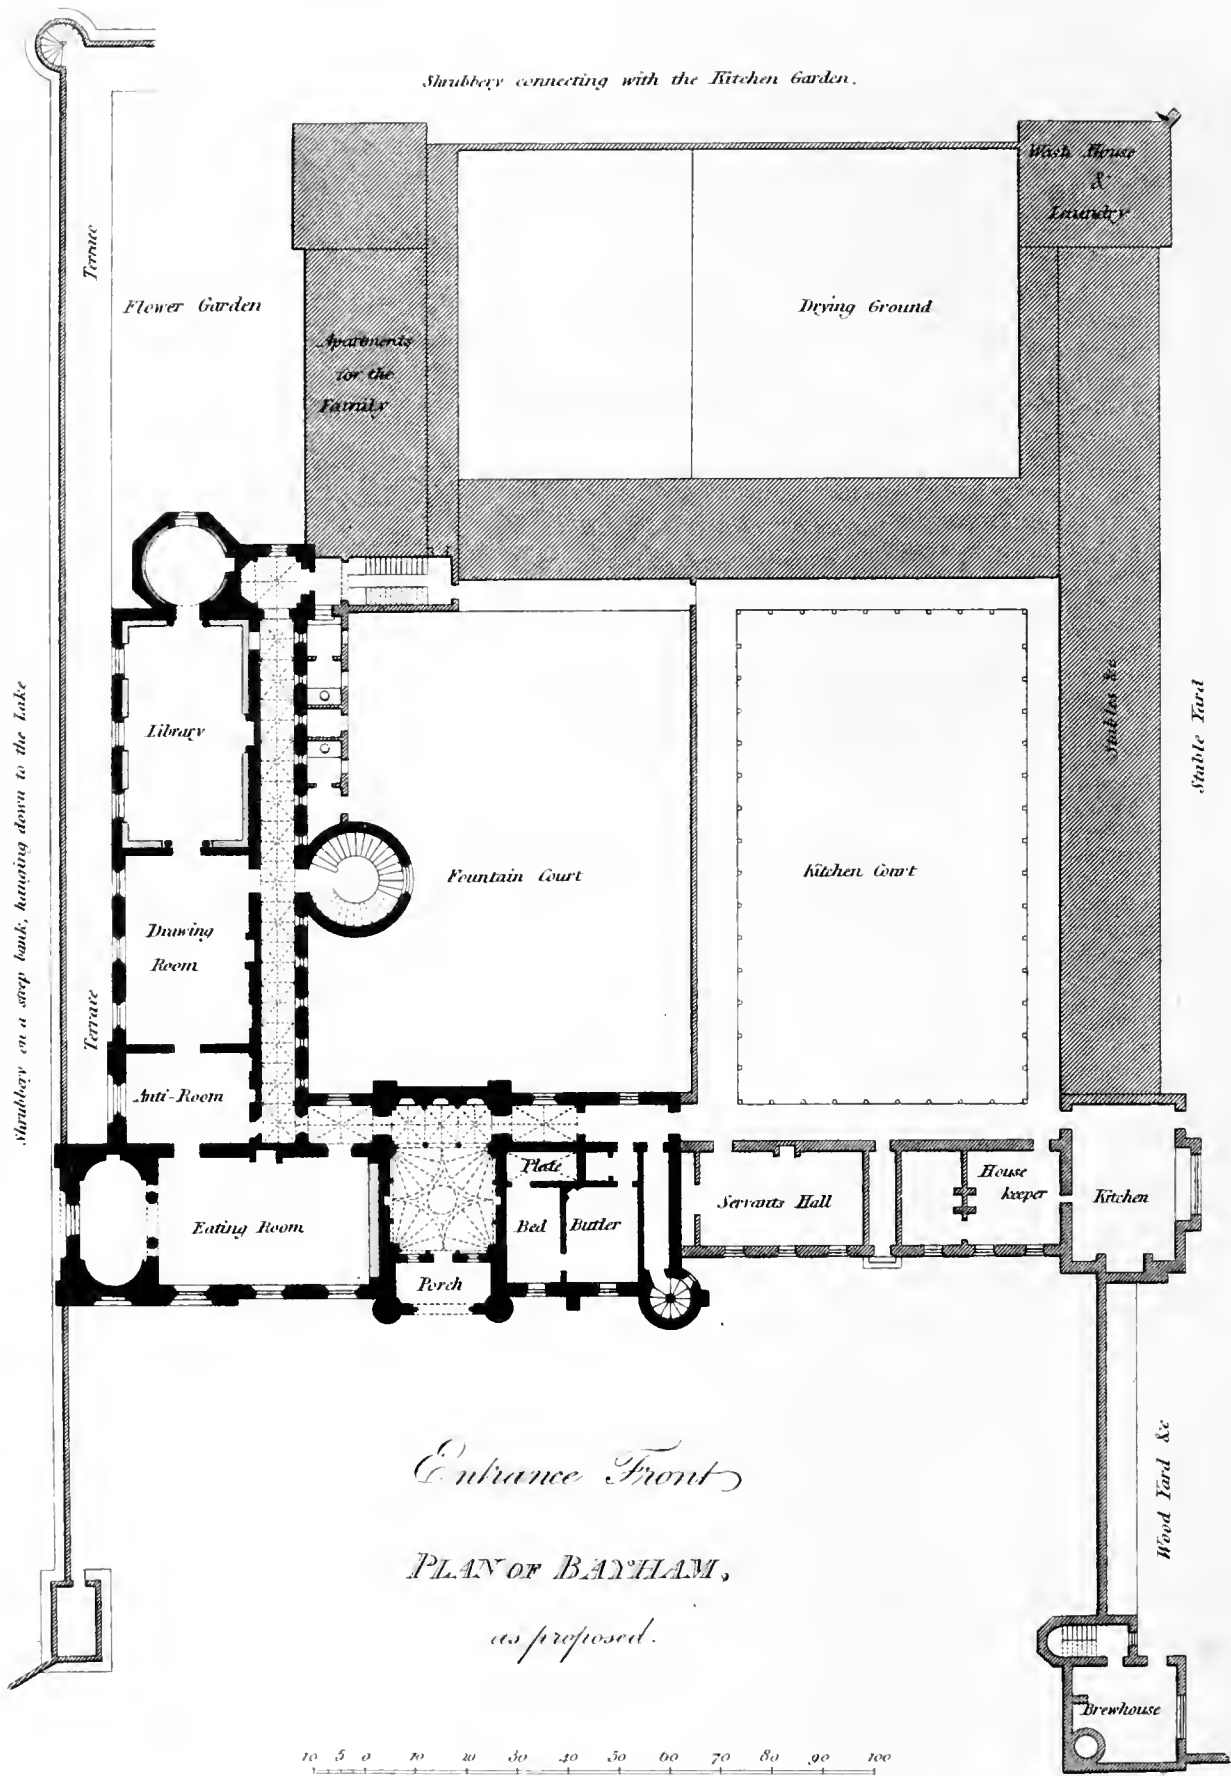 Shrubbery connecting with the Kitchen Garden.
Wash House
&
Laundry
Terrace
Flower Garden
Drying Ground
Apartments
for the
Family
Shrubbery on a steep bank, hanging down to the Lake
Library
Stables &c
Stable Yard
Fountain Court
Kitchen Court
Drawing
Room
Terrace
Anti-Room
Plate
House
keeper
Servants Hall
Kitchen
Eating Room
Bed
Butler
Porch
Entrance Front
PLAN OF BAYHAM,
as proposed.
Wood Yard &c
Brewhouse
10 5 0 10 20 30 40 50 60 70 80 90 100